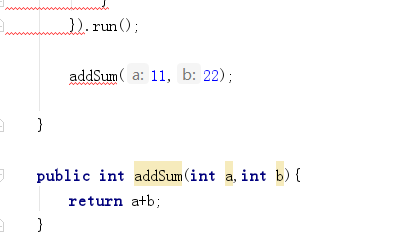 }
}).run();
addSum( a: 11, b: 22);
}
public int addSum(int a,int b){
return a+b;
}